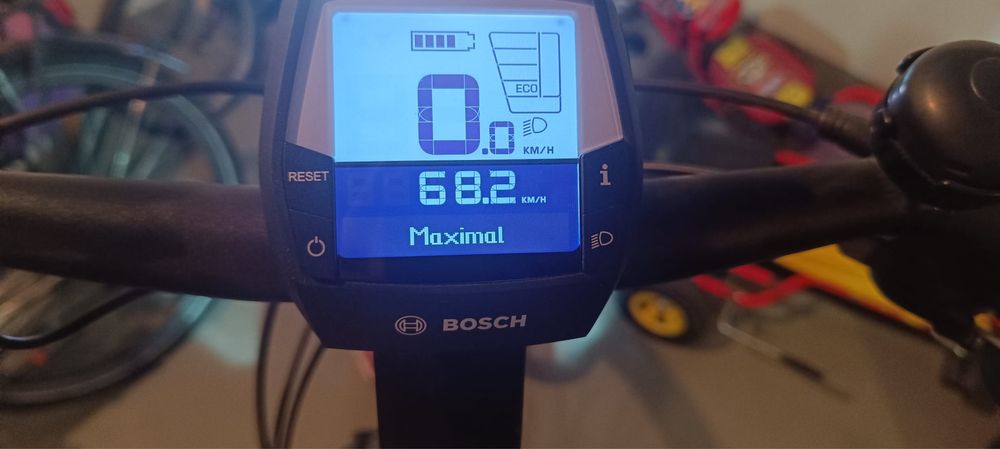 ECO
0.0 KM/H
RESET
68.2 KM/H
i
Maximal
BOSCH